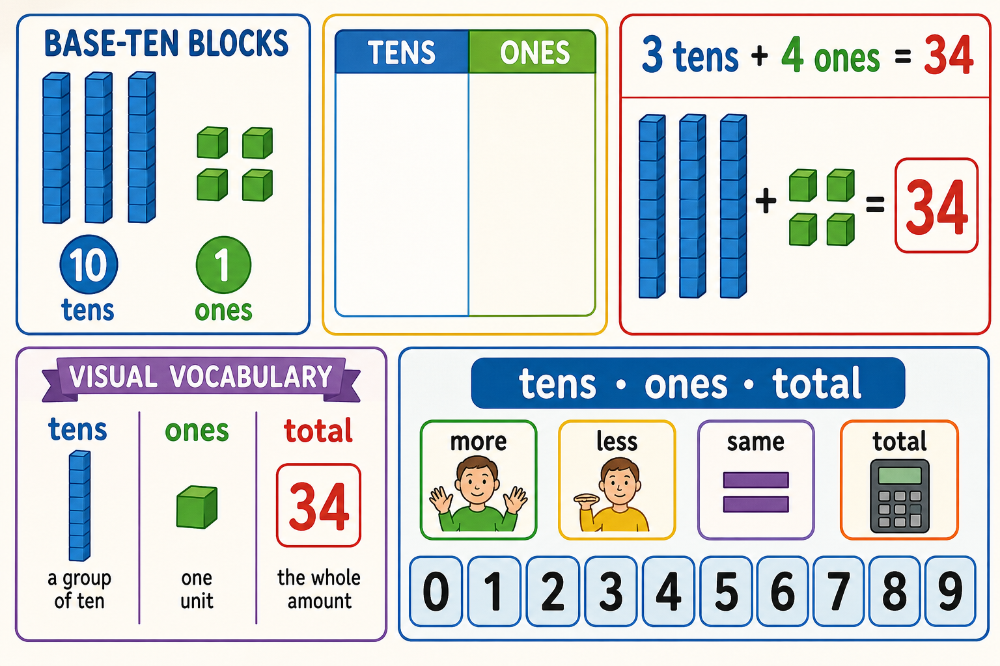 BASE-TEN BLOCKS
10
tens
1
ones
TENS
ONES
3 tens + 4 ones = 34
+
=
34
VISUAL VOCABULARY
tens
a group
of ten
ones
one
unit
total
34
the whole
amount
tens • ones • total
more
less
same
total
0 1 2 3 4 5 6 7 8 9